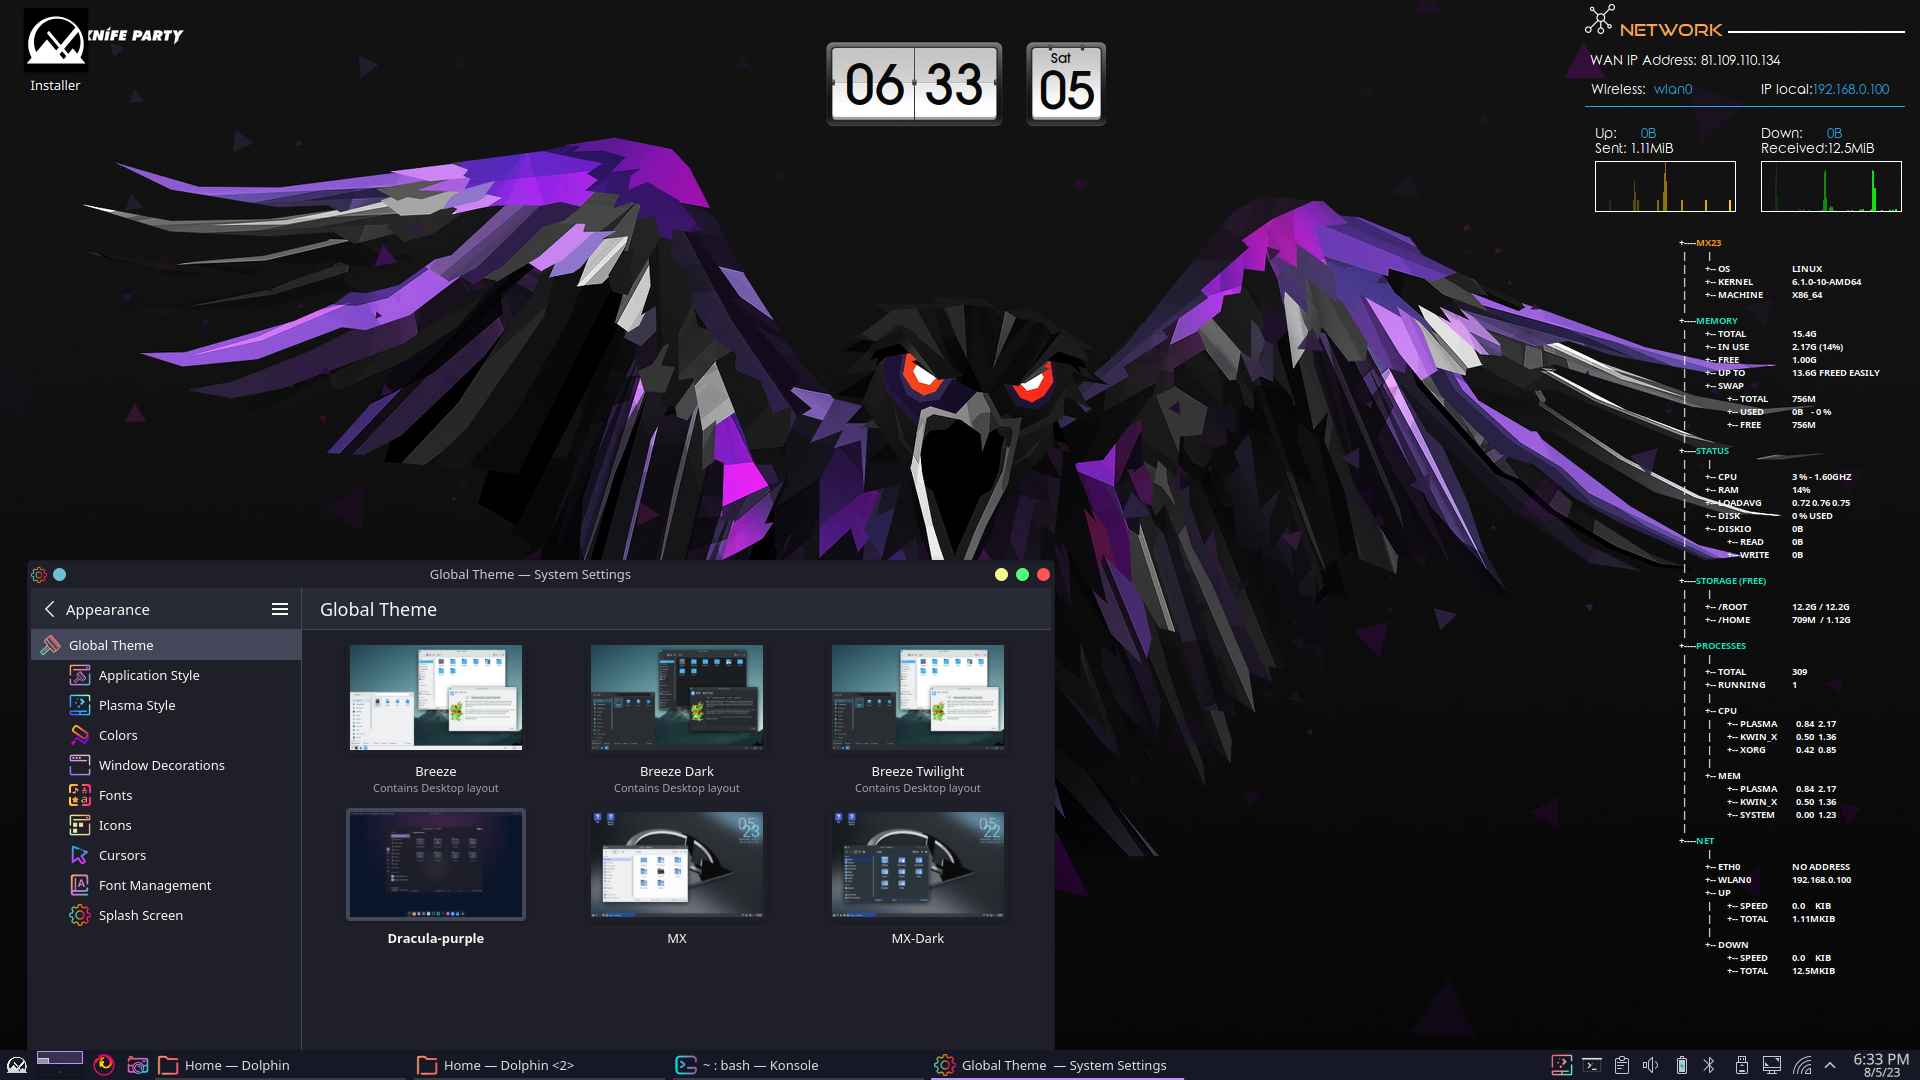 KNIFE PARTY
Installer
06 33
Sat
05
NETWORK
WAN IP Address: 81.109.110.134
Wireless: wlan0 IP local:192.168.0.100
Up: 0B Down: 0B
Sent: 1.11MiB Received:12.5MiB
+----MX23
|
+-- OS LINUX
+-- KERNEL 6.1.0-10-AMD64
+-- MACHINE X86_64
+----MEMORY
+-- TOTAL 15.4G
+-- IN USE 2.17G (14%)
+-- FREE 1.00G
+-- UP TO 13.6G FREED EASILY
+-- SWAP
+-- TOTAL 756M
+-- USED 0B - 0 %
+-- FREE 756M
+----STATUS
|
+-- CPU 3 % - 1.60GHZ
+-- RAM 14%
+-- LOADAVG 0.72 0.76 0.75
+-- DISK 0 % USED
+-- DISKIO 0B
+-- READ 0B
+-- WRITE 0B
+----STORAGE (FREE)
|
+-- /ROOT 12.2G / 12.2G
+-- /HOME 709M / 1.12G
+----PROCESSES
|
+-- TOTAL 309
+-- RUNNING 1
|
+-- CPU
| +-- PLASMA 0.84 2.17
| +-- KWIN_X 0.50 1.36
| +-- XORG 0.42 0.85
|
+-- MEM
+-- PLASMA 0.84 2.17
+-- KWIN_X 0.50 1.36
+-- SYSTEM 0.00 1.23
+----NET
|
+-- ETH0 NO ADDRESS
+-- WLAN0 192.168.0.100
+-- UP
| +-- SPEED 0.0 KIB
| +-- TOTAL 1.11MKIB
|
+-- DOWN
+-- SPEED 0.0 KIB
+-- TOTAL 12.5MKIB
Global Theme — System Settings
Appearance
Global Theme
Global Theme
Application Style
Plasma Style
Colors
Window Decorations
Fonts
Icons
Cursors
Font Management
Splash Screen
Breeze
Contains Desktop layout
Breeze Dark
Contains Desktop layout
Breeze Twilight
Contains Desktop layout
Dracula-purple
05
23
MX
05
22
MX-Dark
Home — Dolphin
Home — Dolphin <2>
~ : bash — Konsole
Global Theme — System Settings
6:33 PM
8/5/23